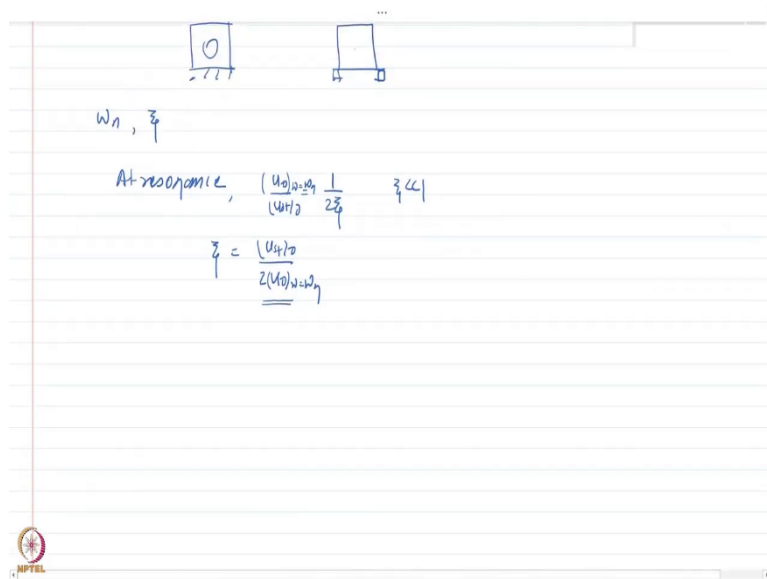 ωn, ξ
At resonance, (u0)ω=ωn / (ust)0 = 1 / 2ξ ξ << 1
ξ = (ust)0 / 2(u0)ω=ωn
NPTEL